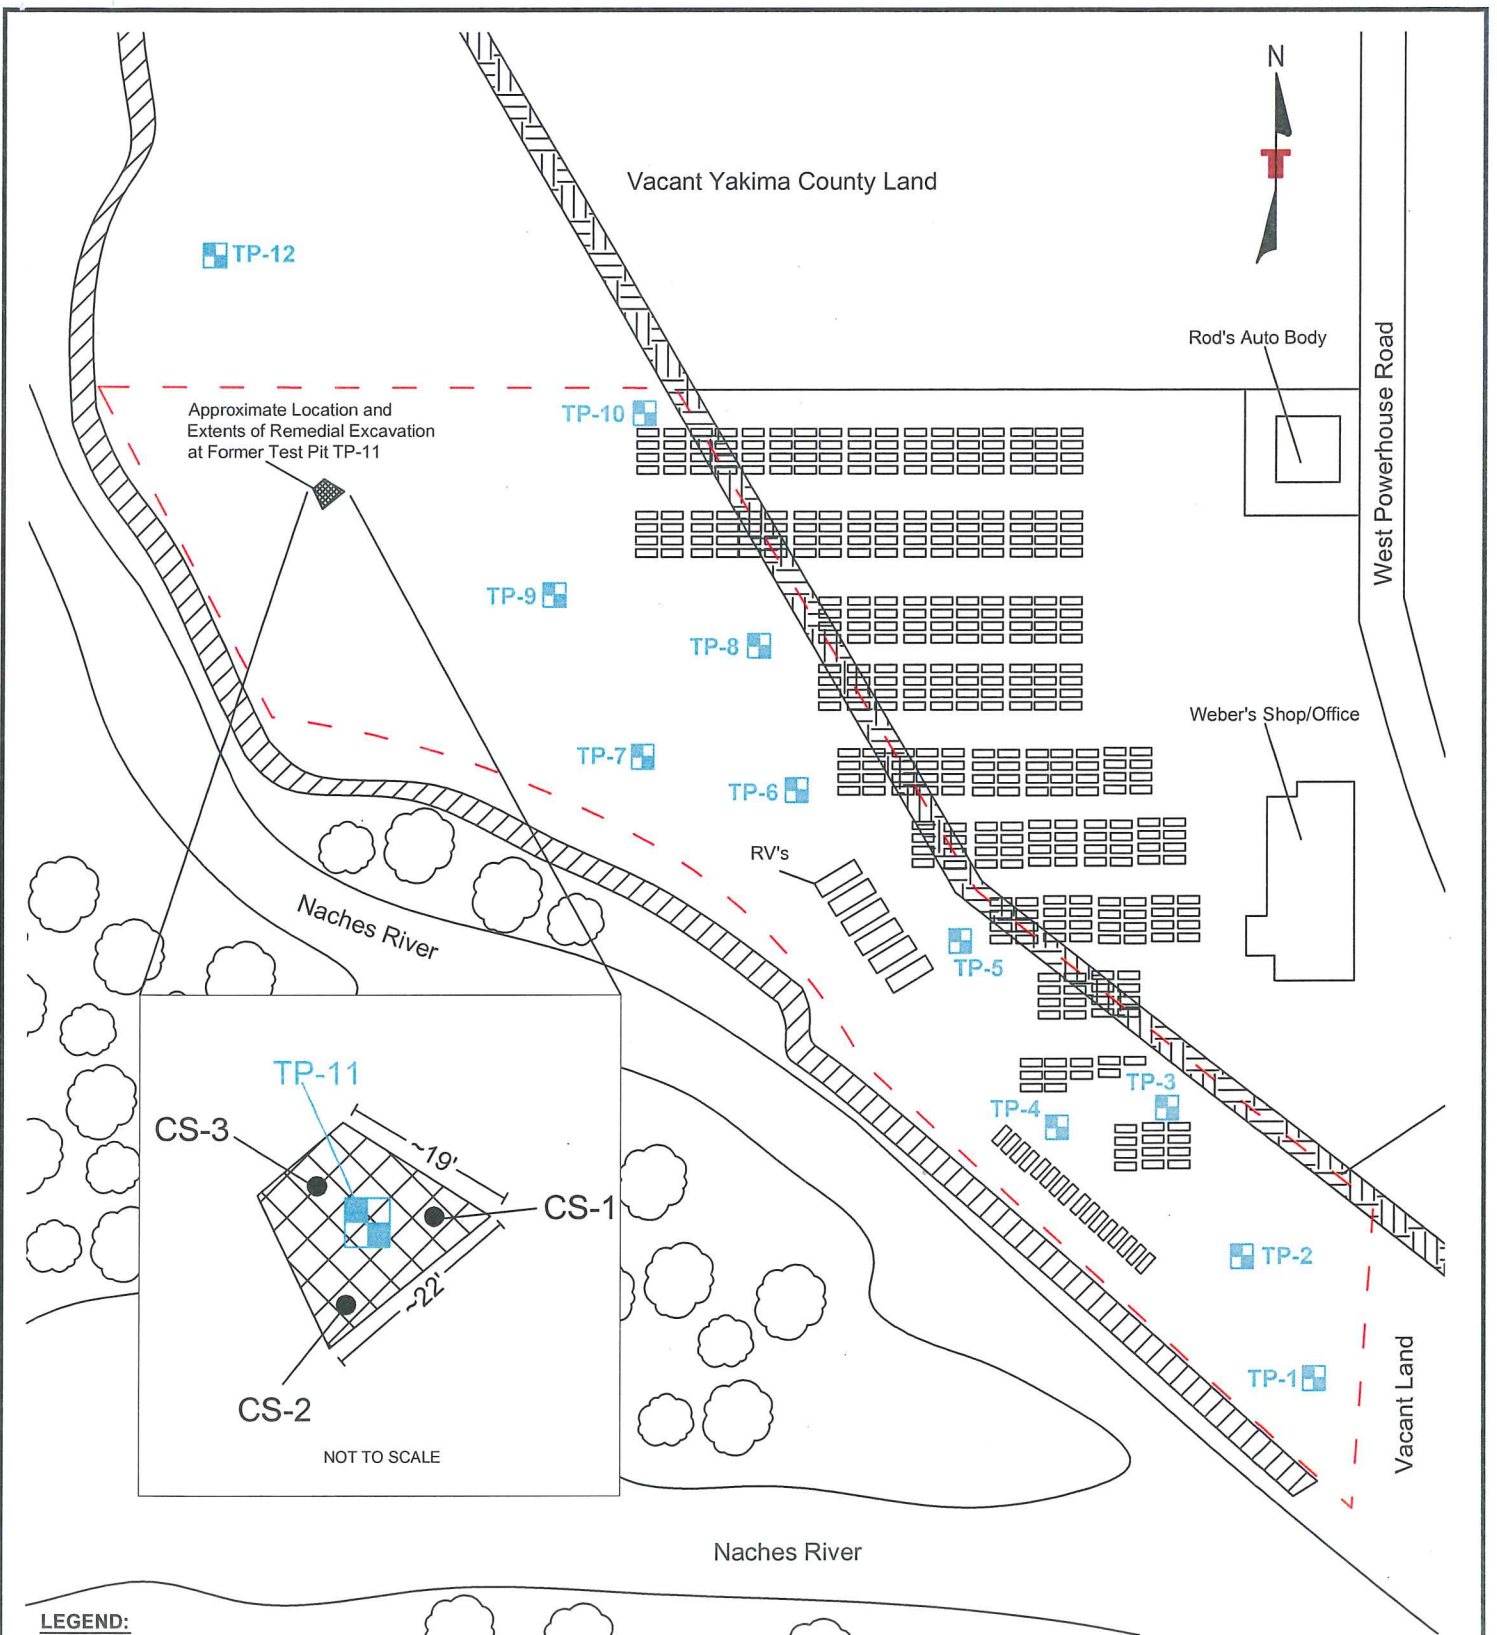 N
Vacant Yakima County Land
TP-12
Rod's Auto Body
West Powerhouse Road
Approximate Location and
Extents of Remedial Excavation
at Former Test Pit TP-11
TP-10
TP-9
TP-8
Weber's Shop/Office
TP-7
TP-6
RV's
Naches River
TP-5
TP-11
TP-3
CS-3
~19'
TP-4
CS-1
TP-2
~22'
Vacant Land
TP-1
CS-2
NOT TO SCALE
Naches River
LEGEND: